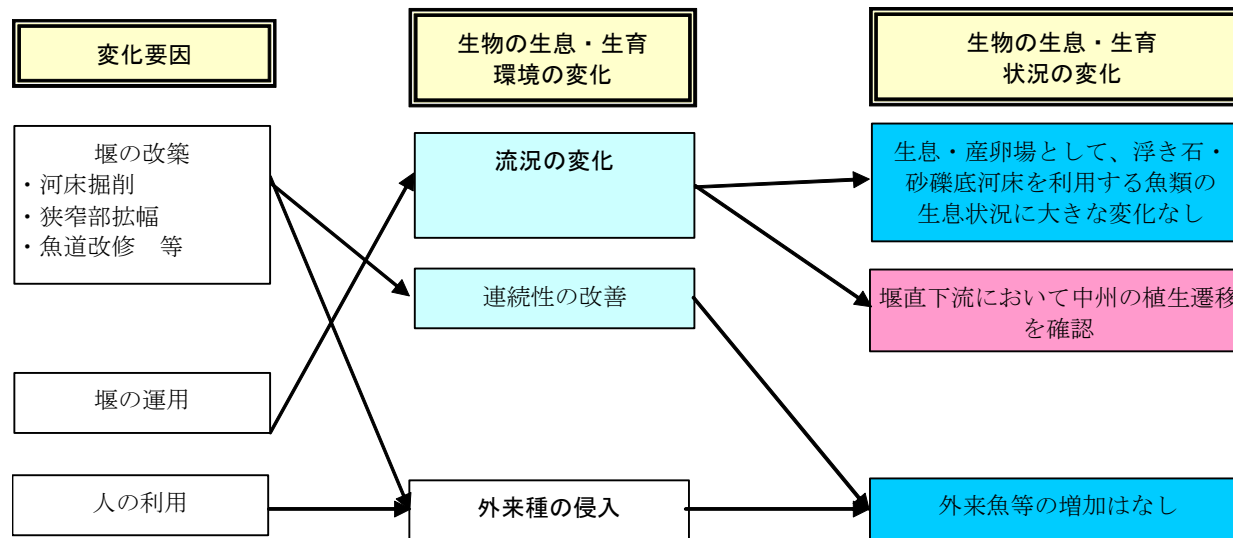 変化要因
生物の生息・生育
環境の変化
生物の生息・生育
状況の変化
堰の改築
・河床掘削
・狭窄部拡幅
・魚道改修　等
流況の変化
生息・産卵場として、浮き石・
砂礫底河床を利用する魚類の
生息状況に大きな変化なし
連続性の改善
堰直下流において中州の植生遷移
を確認
堰の運用
人の利用
外来種の侵入
外来魚等の増加はなし